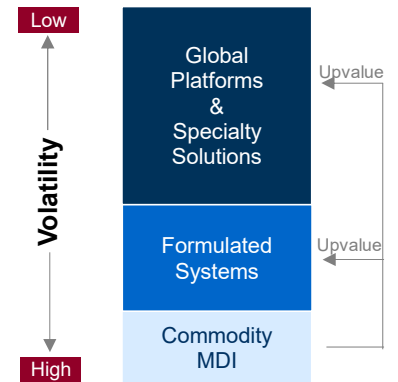 Low
Volatility
High
Global
Platforms
&
Specialty
Solutions
Upvalue
Formulated
Systems
Upvalue
Commodity
MDI